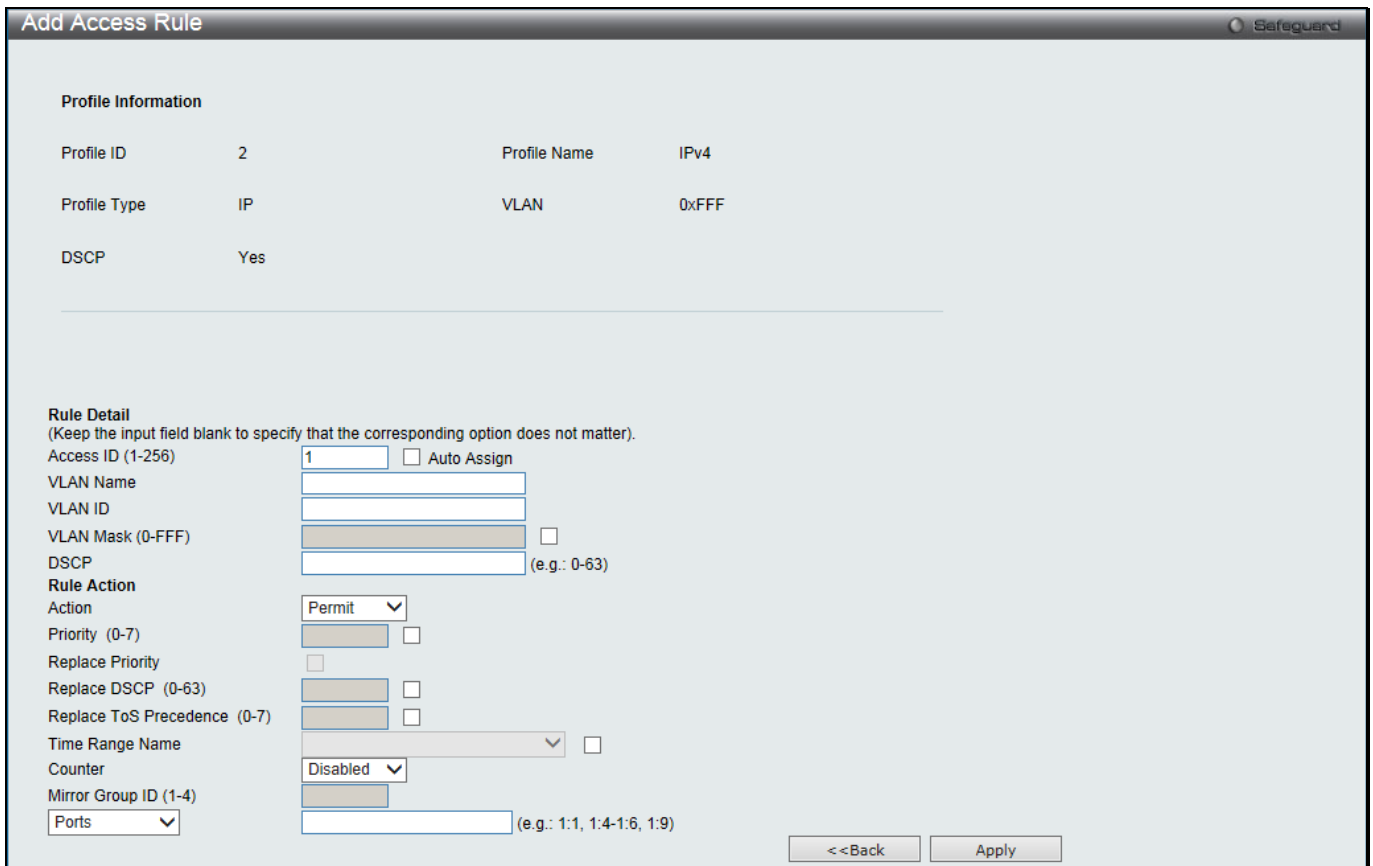 Add Access Rule
Safeguard
Profile Information
Profile ID 2 Profile Name IPv4
Profile Type IP VLAN 0xFFF
DSCP Yes
Rule Detail
(Keep the input field blank to specify that the corresponding option does not matter).
Access ID (1-256) 1 Auto Assign
VLAN Name
VLAN ID
VLAN Mask (0-FFF)
DSCP (e.g.: 0-63)
Rule Action
Action Permit
Priority (0-7)
Replace Priority
Replace DSCP (0-63)
Replace ToS Precedence (0-7)
Time Range Name
Counter Disabled
Mirror Group ID (1-4)
Ports (e.g.: 1:1, 1:4-1:6, 1:9)
<<Back Apply